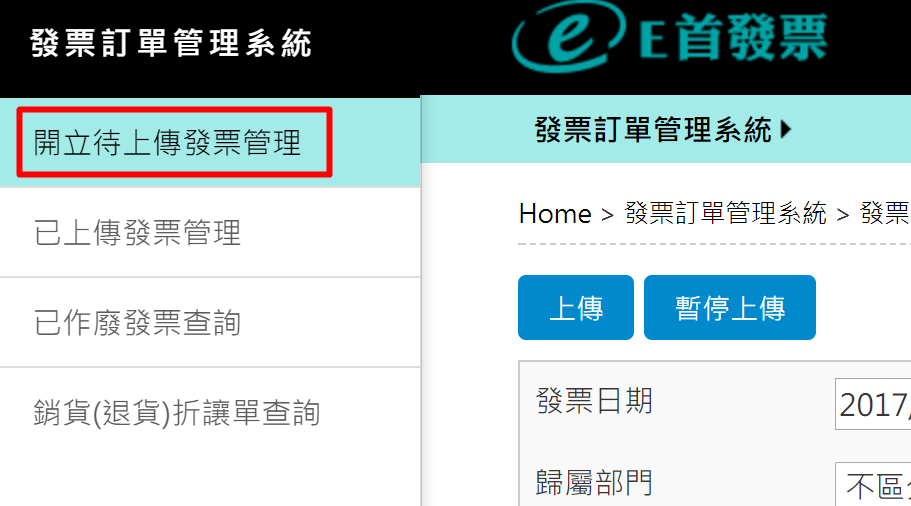 發票訂單管理系統
開立待上傳發票管理
已上傳發票管理
已作廢發票查詢
銷貨(退貨)折讓單查詢
e E首發票
發票訂單管理系統
Home > 發票訂單管理系統 > 發票
上傳 暫停上傳
發票日期 2017/
歸屬部門 不區